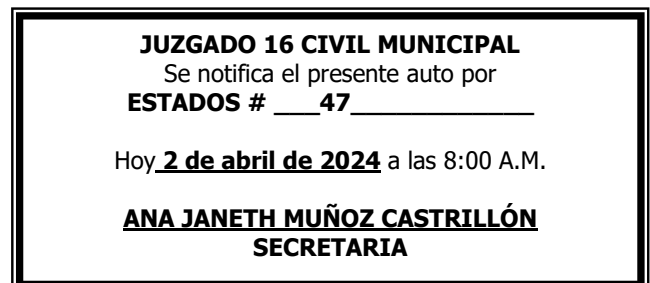 JUZGADO 16 CIVIL MUNICIPAL
Se notifica el presente auto por
ESTADOS # ___47______________
Hoy 2 de abril de 2024 a las 8:00 A.M.
ANA JANETH MUÑOZ CASTRILLÓN
SECRETARIA